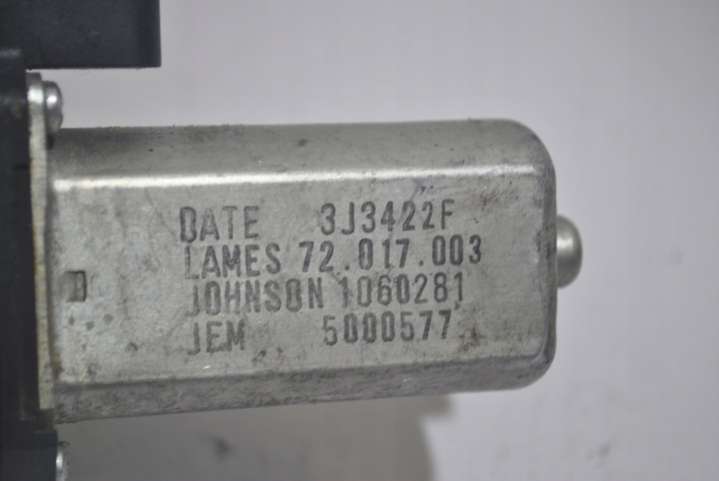 DATE 3J3422F
LAMES 72.017.003
JOHNSON 1060281
JEM 5000577